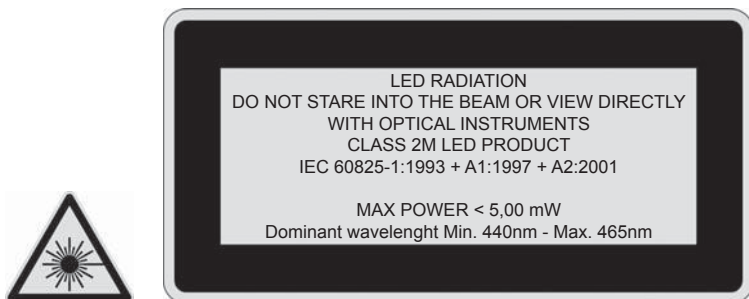 LED RADIATION
DO NOT STARE INTO THE BEAM OR VIEW DIRECTLY
WITH OPTICAL INSTRUMENTS
CLASS 2M LED PRODUCT
IEC 60825-1:1993 + A1:1997 + A2:2001
MAX POWER < 5,00 mW
Dominant wavelenght Min. 440nm - Max. 465nm